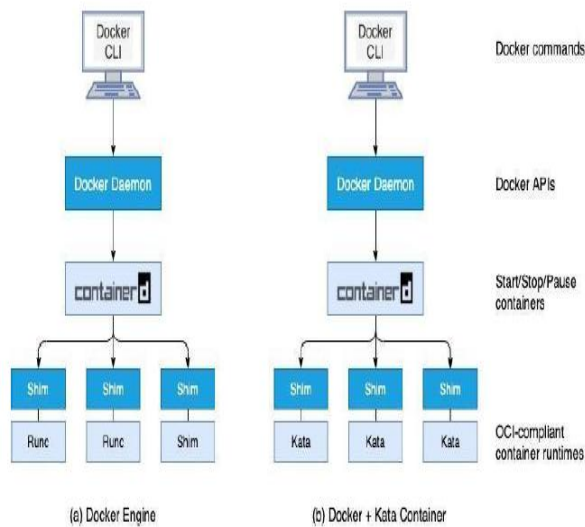 Docker
CLI
Docker
CLI
Docker commands
Docker Daemon
Docker Daemon
Docker APIs
containerd
containerd
Start/Stop/Pause
containers
Shim
Shim
Shim
Shim
Shim
Shim
Runc
Runc
Shim
Kata
Kata
Kata
OCI-compliant
container runtimes
(a) Docker Engine
(b) Docker + Kata Container